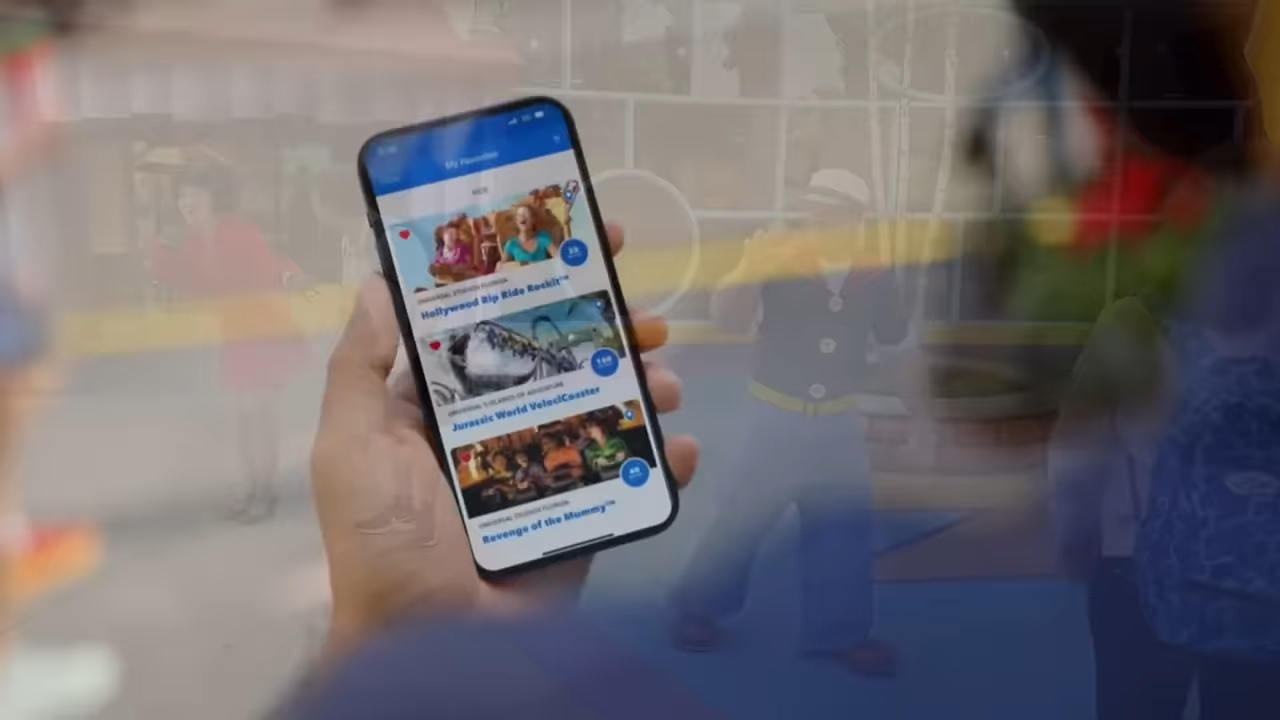 My Favorites
RIDES
UNIVERSAL STUDIOS FLORIDA
Hollywood Rip Ride Rockit™
UNIVERSAL'S ISLANDS OF ADVENTURE
Jurassic World VelociCoaster
UNIVERSAL STUDIOS FLORIDA
Revenge of the Mummy™